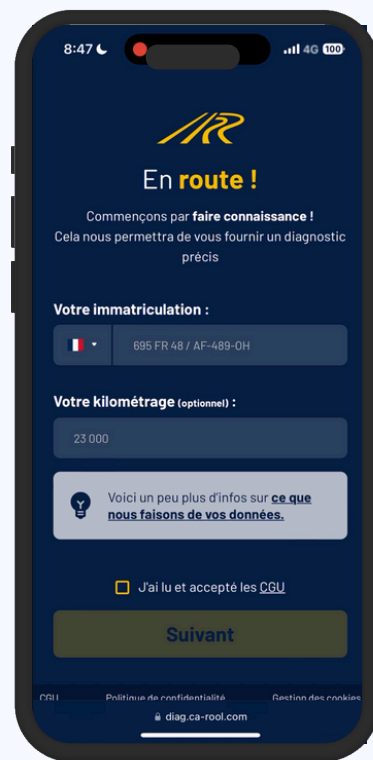 8:47
4G 100
En route !
Commençons par faire connaissance !
Cela nous permettra de vous fournir un diagnostic
précis
Votre immatriculation :
695 FR 48 / AF-489-OH
Votre kilométrage (optionnel) :
23 000
Voici un peu plus d'infos sur ce que
nous faisons de vos données.
J'ai lu et accepté les CGU
Suivant
CGU Politique de confidentialité Gestion des cookies
diag.ca-rool.com